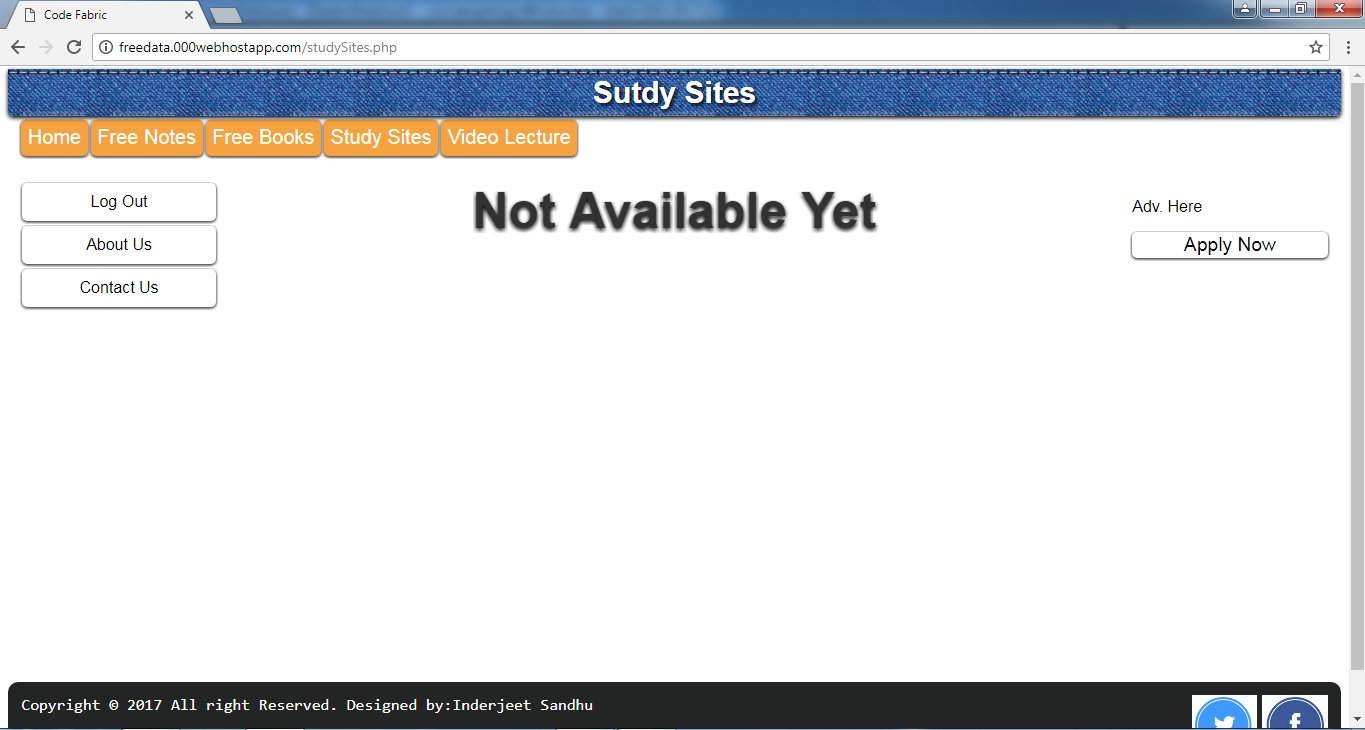 Code Fabric
freedata.000webhostapp.com/studySites.php
Sutdy Sites
Home Free Notes Free Books Study Sites Video Lecture
Log Out
About Us
Contact Us
Not Available Yet
Adv. Here
Apply Now
Copyright © 2017 All right Reserved. Designed by:Inderjeet Sandhu